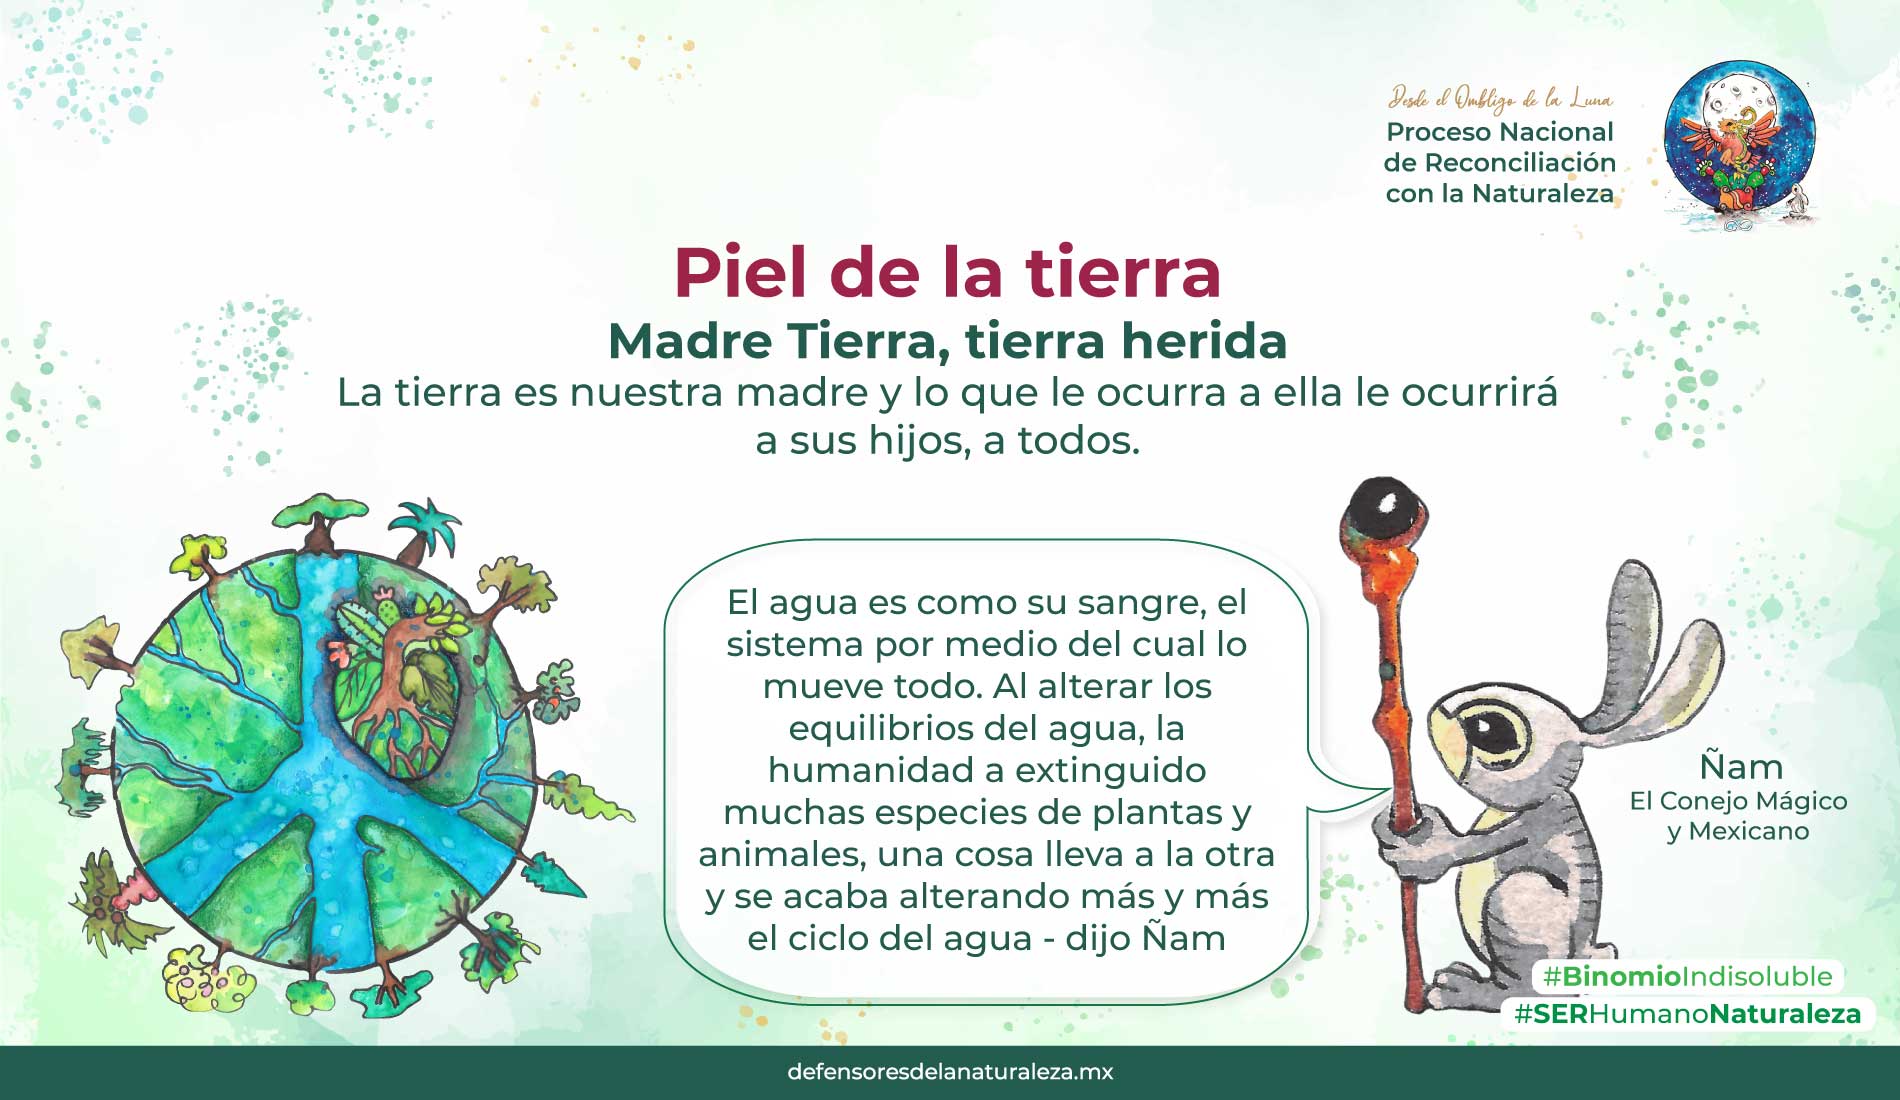 Desde el Ombligo de la Luna
Proceso Nacional
de Reconciliación
con la Naturaleza
Piel de la tierra
Madre Tierra, tierra herida
La tierra es nuestra madre y lo que le ocurra a ella le ocurrirá
a sus hijos, a todos.
El agua es como su sangre, el
sistema por medio del cual lo
mueve todo. Al alterar los
equilibrios del agua, la
humanidad a extinguido
muchas especies de plantas y
animales, una cosa lleva a la otra
y se acaba alterando más y más
el ciclo del agua - dijo Ñam
Ñam
El Conejo Mágico
y Mexicano
#BinomioIndisoluble
#SERHumanoNaturaleza
defensoresdelanaturaleza.mx